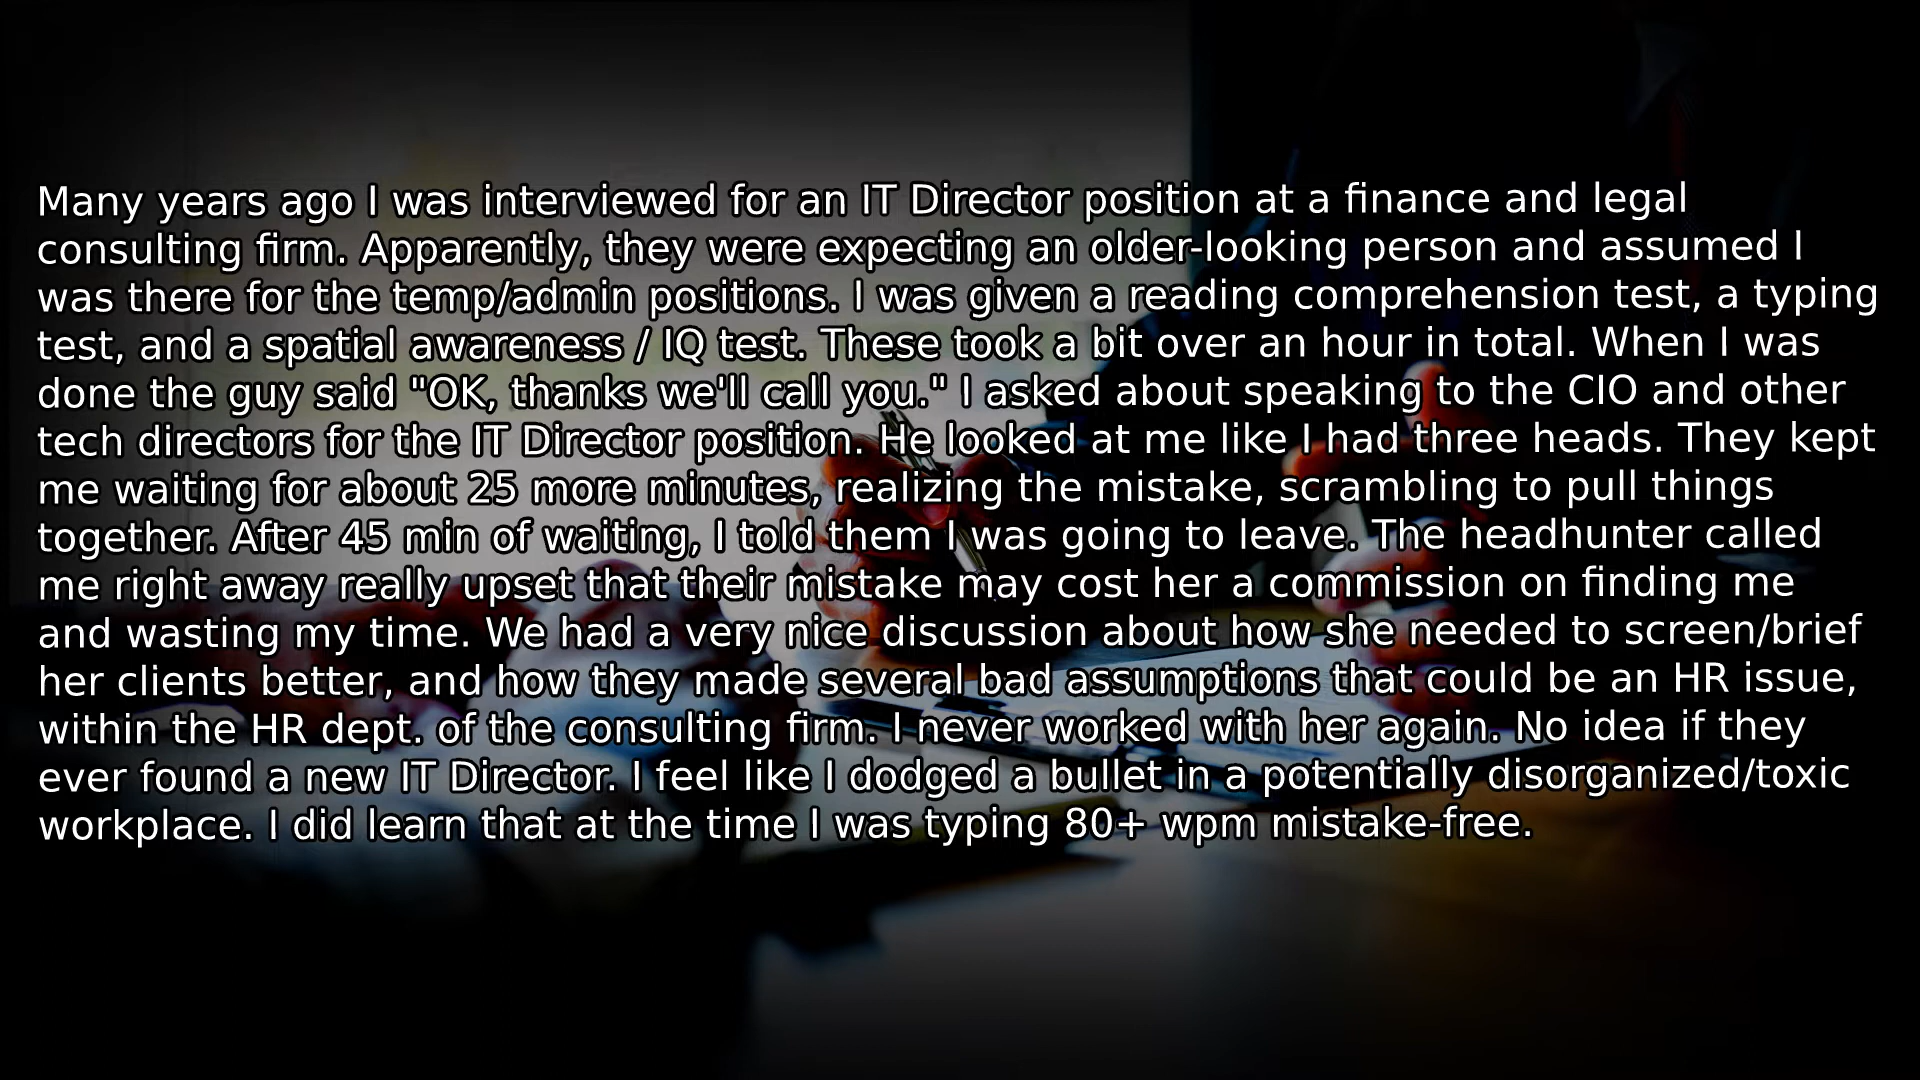 Many years ago I was interviewed for an IT Director position at a finance and legal
consulting firm. Apparently, they were expecting an older-looking person and assumed I
was there for the temp/admin positions. I was given a reading comprehension test, a typing
test, and a spatial awareness / IQ test. These took a bit over an hour in total. When I was
done the guy said "OK, thanks we'll call you." I asked about speaking to the CIO and other
tech directors for the IT Director position. He looked at me like I had three heads. They kept
me waiting for about 25 more minutes, realizing the mistake, scrambling to pull things
together. After 45 min of waiting, I told them I was going to leave. The headhunter called
me right away really upset that their mistake may cost her a commission on finding me
and wasting my time. We had a very nice discussion about how she needed to screen/brief
her clients better, and how they made several bad assumptions that could be an HR issue,
within the HR dept. of the consulting firm. I never worked with her again. No idea if they
ever found a new IT Director. I feel like I dodged a bullet in a potentially disorganized/toxic
workplace. I did learn that at the time I was typing 80+ wpm mistake-free.